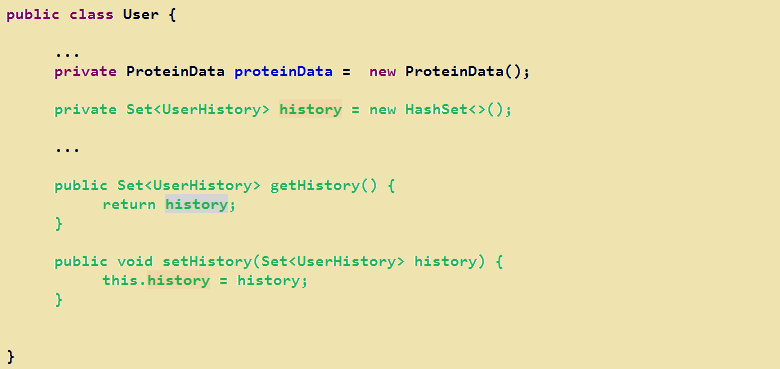 public class User {
...
private ProteinData proteinData =  new ProteinData();
private Set<UserHistory> history = new HashSet<>();
...
public Set<UserHistory> getHistory() {
return history;
}
public void setHistory(Set<UserHistory> history) {
this.history = history;
}
}